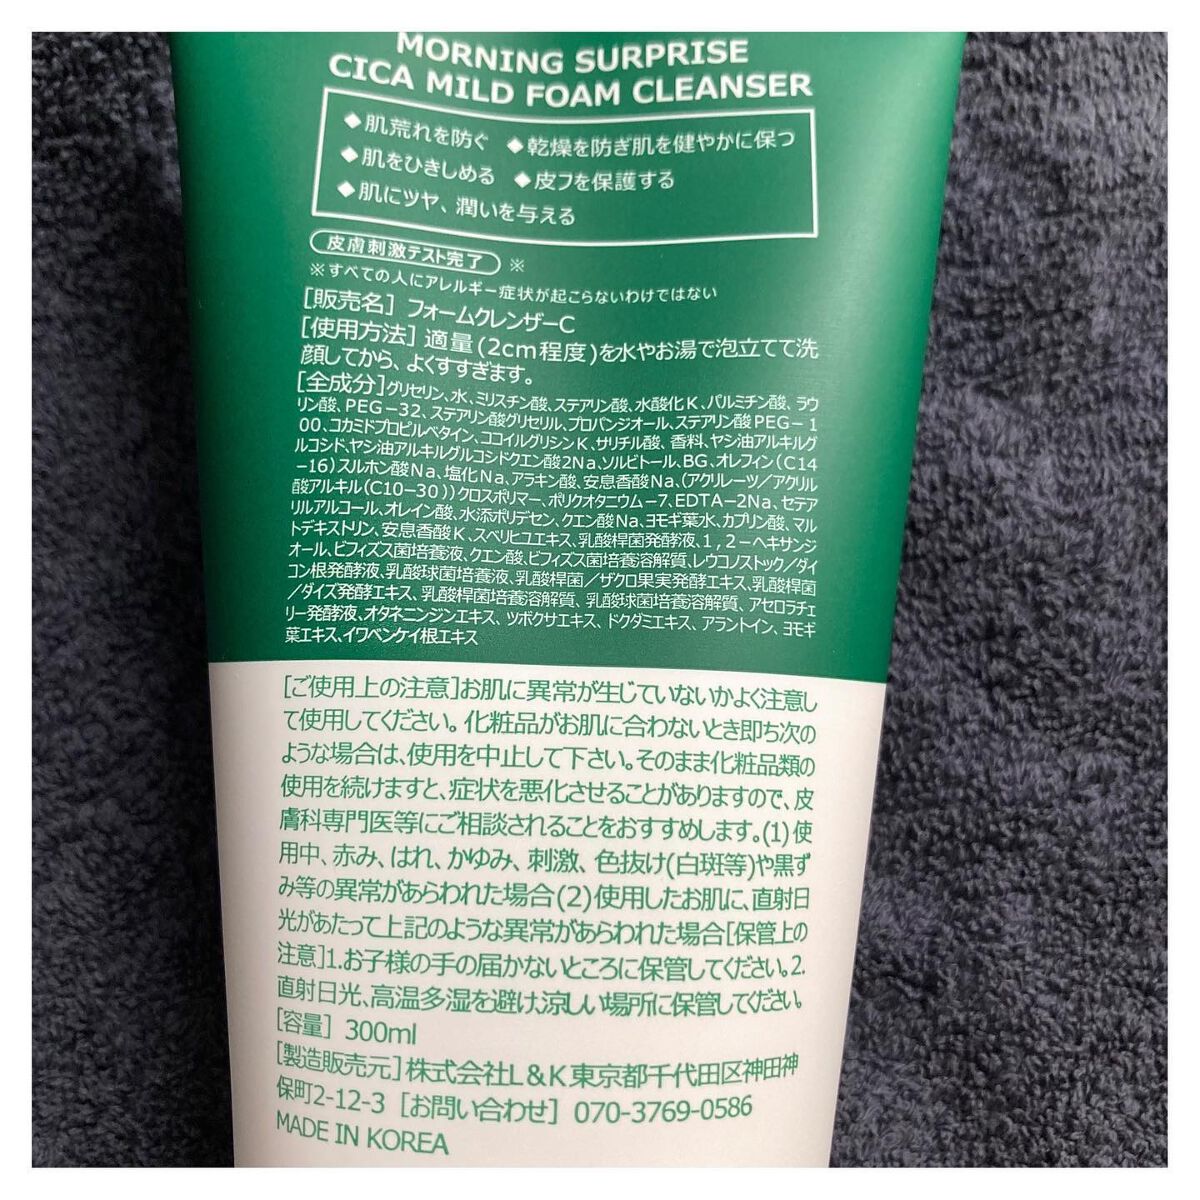 MORNING SURPRISE
CICA MILD FOAM CLEANSER
◆肌荒れを防ぐ ◆乾燥を防ぎ肌を健やかに保つ
◆肌をひきしめる ◆皮フを保護する
◆肌にツヤ、潤いを与える
皮膚刺激テスト完了 ※
※すべての人にアレルギー症状が起こらないわけではない
[販売名] フォームクレンザーC
[使用方法] 適量(2cm程度)を水やお湯で泡立てて洗
顔してから、よくすすぎます。
[全成分]グリセリン、水、ミリスチン酸、ステアリン酸、水酸化K、パルミチン酸、ラウ
リン酸、PEG-32、ステアリン酸グリセリル、プロパンジオール、ステアリン酸PEG-1
00、コカミドプロピルベタイン、ココイルグリシンK、サリチル酸、香料、ヤシ油アルキルグ
ルコシド、ヤシ油アルキルグルコシドクエン酸2Na、ソルビトール、BG、オレフィン(C14
-16)スルホン酸Na、塩化Na、アラキン酸、安息香酸Na、(アクリレーツ/アクリル
酸アルキル(C10-30))クロスポリマー、ポリクオタニウム-7、EDTA-2Na、セテア
リルアルコール、オレイン酸、水添ポリデセン、クエン酸Na、ヨモギ葉水、カプリン酸、マル
トデキストリン、安息香酸K、スベリヒユエキス、乳酸桿菌発酵液、1,2-ヘキサンジ
オール、ビフィズス菌培養液、クエン酸、ビフィズス菌培養溶解質、レウコノストック/ダイ
コン根発酵液、乳酸球菌培養液、乳酸桿菌/ザクロ果実発酵エキス、乳酸桿菌
/ダイズ発酵エキス、乳酸桿菌培養溶解質、乳酸球菌培養溶解質、アセロラチェ
リー発酵液、オタネニンジンエキス、ツボクサエキス、ドクダミエキス、アラントイン、ヨモギ
葉エキス、イワベンケイ根エキス
[ご使用上の注意]お肌に異常が生じていないかよく注意し
て使用してください。化粧品がお肌に合わないとき即ち次の
ような場合は、使用を中止して下さい。そのまま化粧品類の
使用を続けますと、症状を悪化させることがありますので、皮
膚科専門医等にご相談されることをおすすめします。(1)使
用中、赤み、はれ、かゆみ、刺激、色抜け(白斑等)や黒ず
み等の異常があらわれた場合(2)使用したお肌に、直射日
光があたって上記のような異常があらわれた場合[保管上の
注意]1.お子様の手の届かないところに保管してください。2.
直射日光、高温多湿を避け、涼しい場所に保管してください。
[容量] 300ml
[製造販売元] 株式会社L&K東京都千代田区神田神
保町2-12-3 [お問い合わせ] 070-3769-0586
MADE IN KOREA